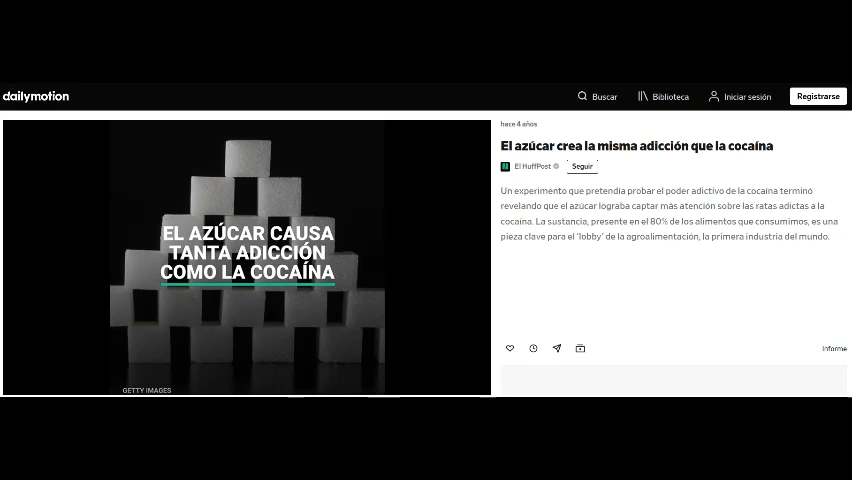 dailymotion
Buscar
Biblioteca
Iniciar sesión
Registrarse
EL AZÚCAR CAUSA
TANTA ADICCIÓN
COMO LA COCAÍNA
GETTY IMAGES
hace 4 años
El azúcar crea la misma adicción que la cocaína
El HuffPost
Seguir
Un experimento que pretendía probar el poder adictivo de la cocaína terminó
revelando que el azúcar lograba captar más atención sobre las ratas adictas a la
cocaína. La sustancia, presente en el 80% de los alimentos que consumimos, es una
pieza clave para el 'lobby' de la agroalimentación, la primera industria del mundo.
Informe